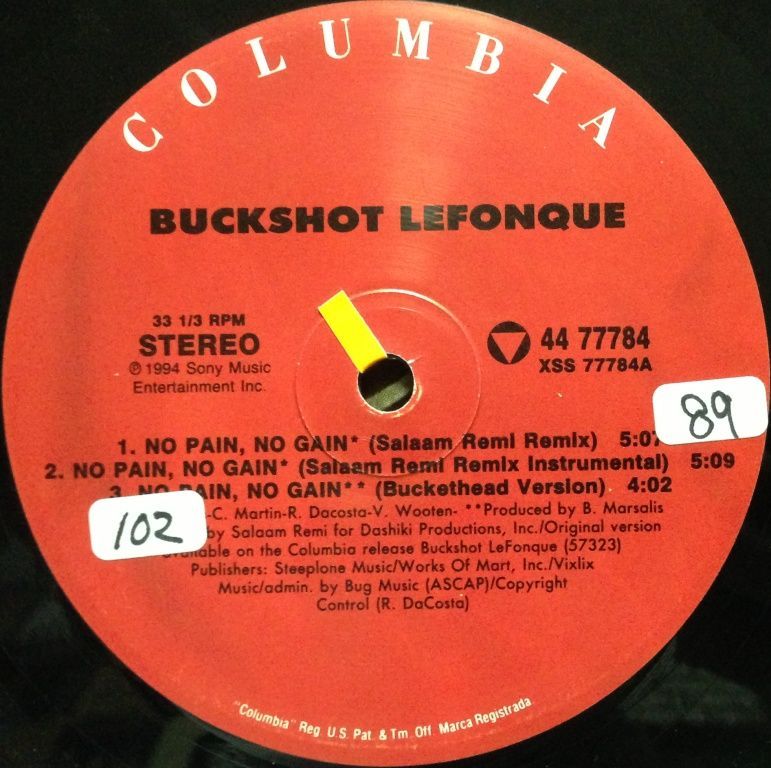 COLUMBIA
BUCKSHOT LEFONQUE
33 1/3 RPM
STEREO
℗ 1994 Sony Music
Entertainment Inc.
44 77784
XSS 77784A
89
1. NO PAIN, NO GAIN* (Salaam Remi Remix) 5:07
2. NO PAIN, NO GAIN* (Salaam Remi Remix Instrumental) 5:09
3. NO PAIN, NO GAIN** (Buckethead Version) 4:02
102
-C. Martin-R. Dacosta-V. Wooten- **Produced by B. Marsalis
by Salaam Remi for Dashiki Productions, Inc./Original version
on the Columbia release Buckshot LeFonque (57323)
Publishers: Steeplone Music/Works Of Mart, Inc./Vixlix
Music/admin. by Bug Music (ASCAP)/Copyright
Control (R. DaCosta)
"Columbia" Reg. U.S. Pat. & Tm. Off. Marca Registrada